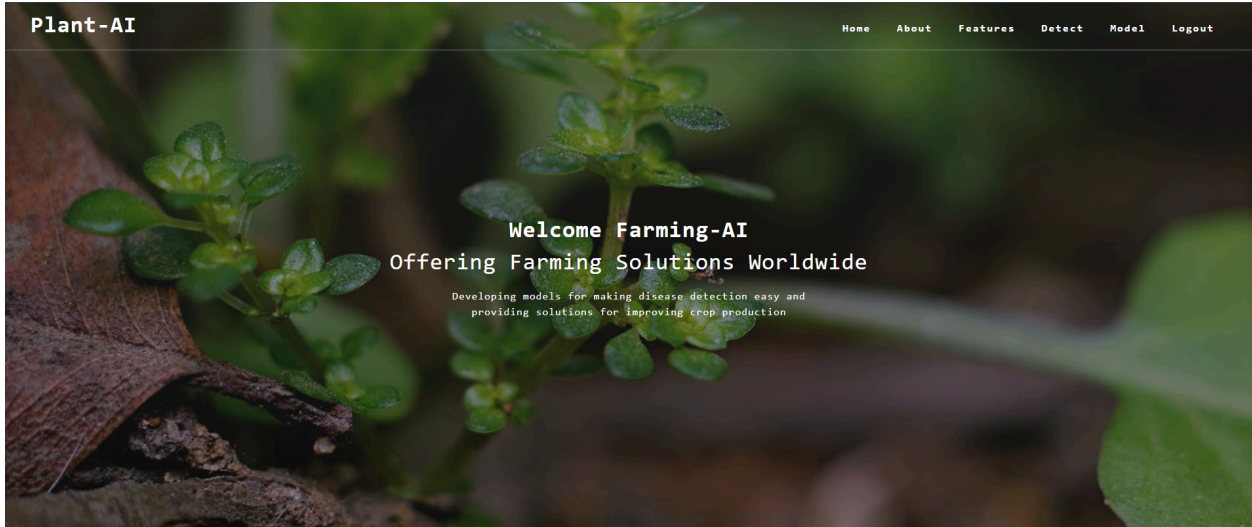 Plant-AI
Home About Features Detect Model Logout
Welcome Farming-AI
Offering Farming Solutions Worldwide
Developing models for making disease detection easy and
providing solutions for improving crop production